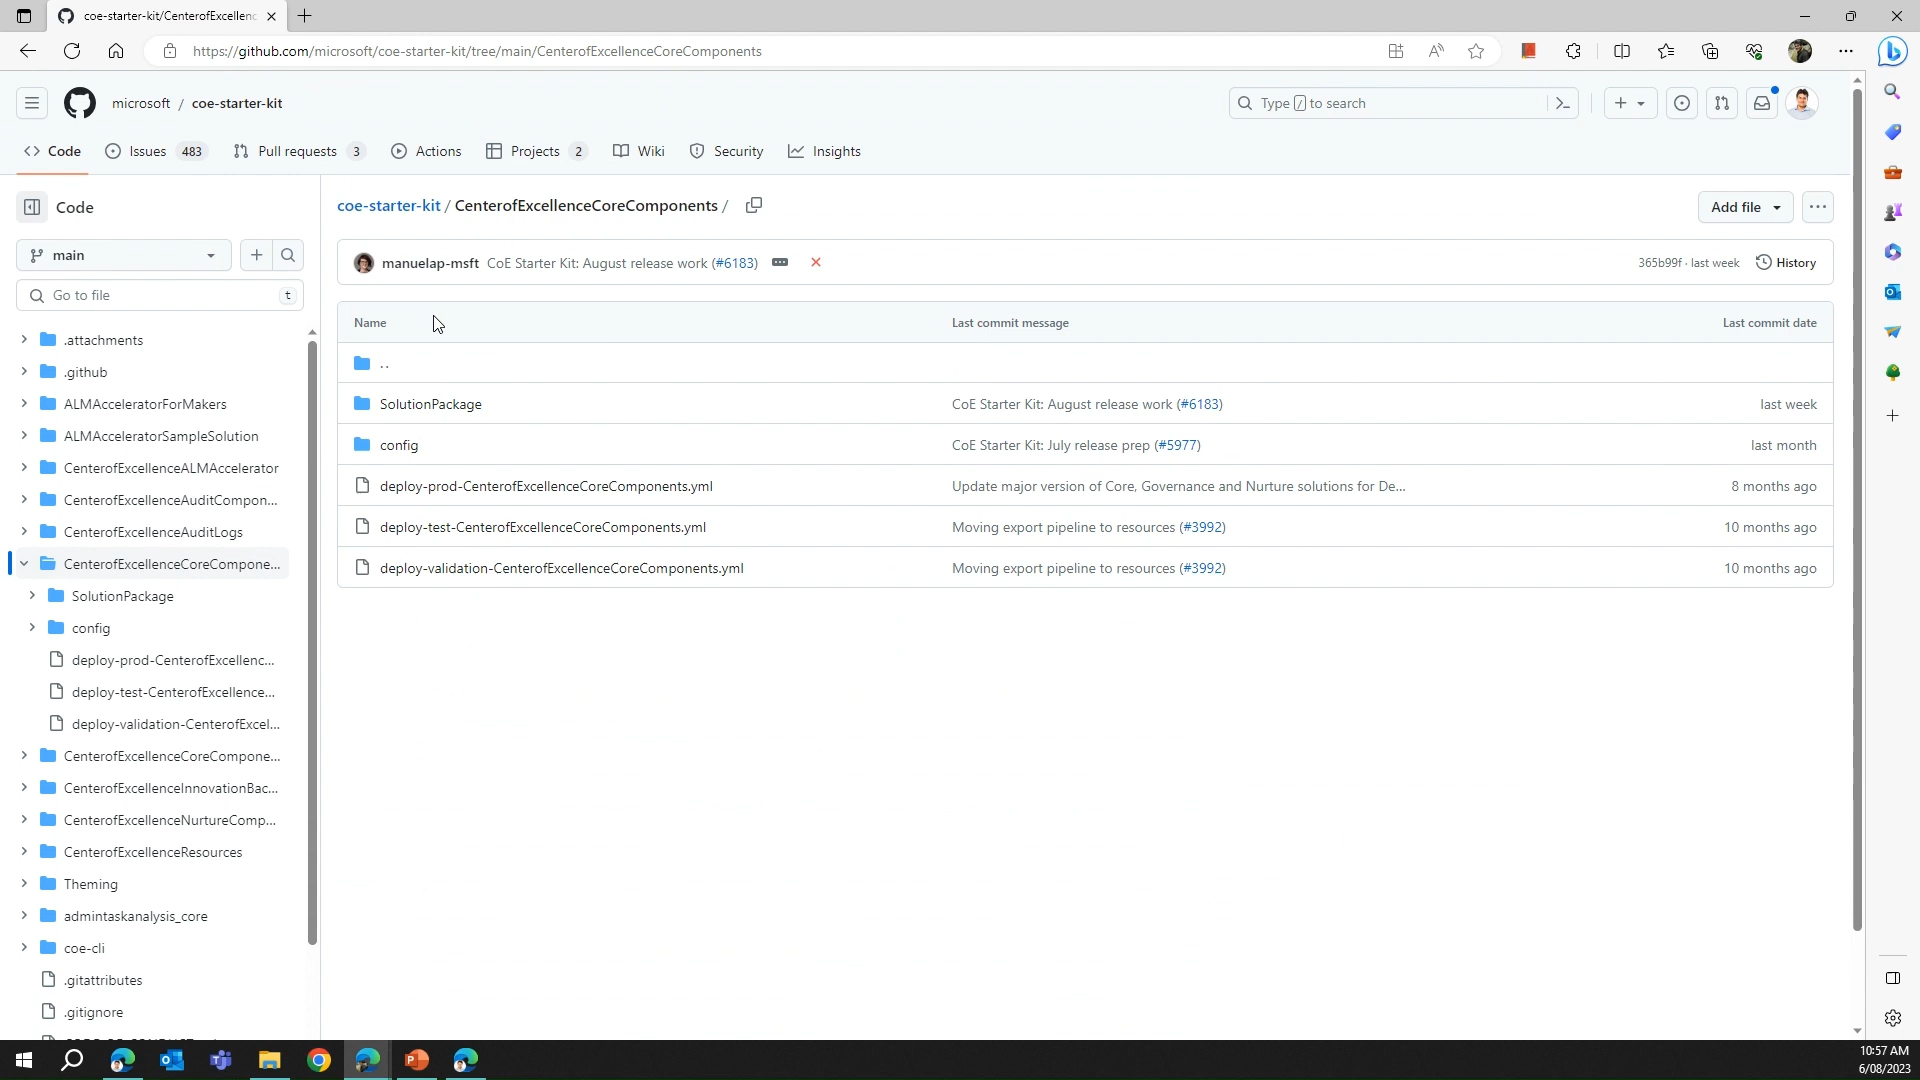 coe-starter-kit/CenterofExcellenc
https://github.com/microsoft/coe-starter-kit/tree/main/CenterofExcellenceCoreComponents
microsoft / coe-starter-kit
Type / to search
Code
Issues 483
Pull requests 3
Actions
Projects 2
Wiki
Security
Insights
Code
main
Go to file
t
.attachments
.github
ALMAcceleratorForMakers
ALMAcceleratorSampleSolution
CenterofExcellenceALMAccelerator
CenterofExcellenceAuditCompon...
CenterofExcellenceAuditLogs
CenterofExcellenceCoreCompone...
SolutionPackage
config
deploy-prod-CenterofExcellenc...
deploy-test-CenterofExcellence...
deploy-validation-CenterofExcel...
CenterofExcellenceCoreCompone...
CenterofExcellenceInnovationBac...
CenterofExcellenceNurtureComp...
CenterofExcellenceResources
Theming
admintaskanalysis_core
coe-cli
.gitattributes
.gitignore
coe-starter-kit / CenterofExcellenceCoreComponents /
Add file
manuelap-msft CoE Starter Kit: August release work (#6183)
365b99f · last week
History
Name Last commit message Last commit date
..
SolutionPackage CoE Starter Kit: August release work (#6183) last week
config CoE Starter Kit: July release prep (#5977) last month
deploy-prod-CenterofExcellenceCoreComponents.yml Update major version of Core, Governance and Nurture solutions for De... 8 months ago
deploy-test-CenterofExcellenceCoreComponents.yml Moving export pipeline to resources (#3992) 10 months ago
deploy-validation-CenterofExcellenceCoreComponents.yml Moving export pipeline to resources (#3992) 10 months ago
10:57 AM
6/08/2023